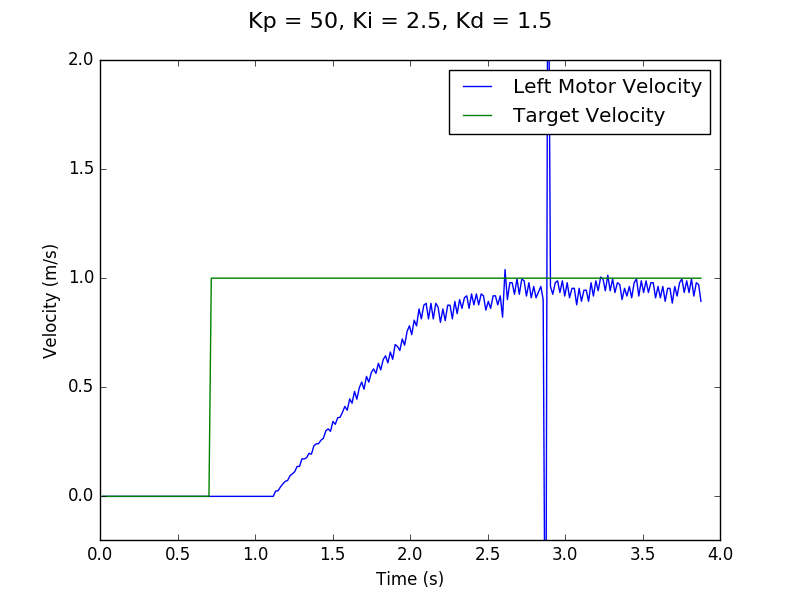 Kp = 50, Ki = 2.5, Kd = 1.5
2.0
Left Motor Velocity
Target Velocity
1.5
1.0
0.5
0.0
Velocity (m/s)
0.0 0.5 1.0 1.5 2.0 2.5 3.0 3.5 4.0
Time (s)